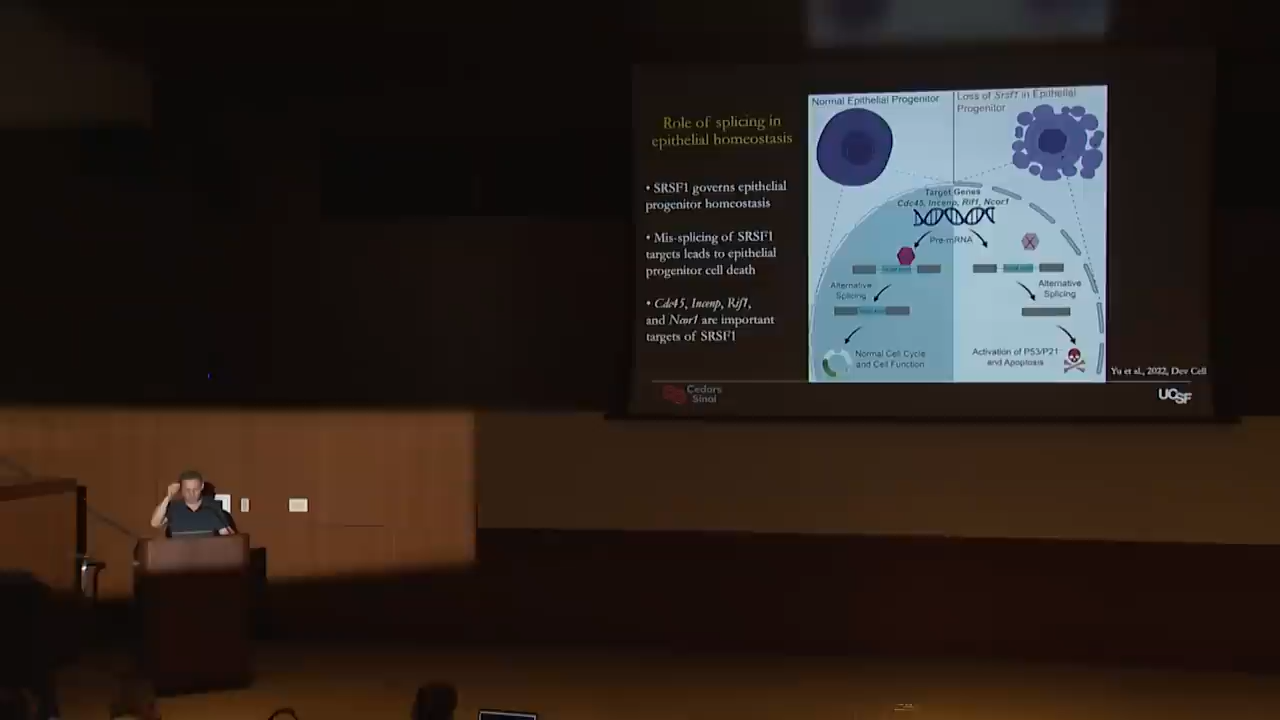 Role of splicing in
epithelial homeostasis
• SRSF1 governs epithelial
progenitor homeostasis
• Mis-splicing of SRSF1
targets leads to epithelial
progenitor cell death
• Cdc45, Incenp, Rif1,
and Ncor1 are important
targets of SRSF1
Normal Epithelial Progenitor
Loss of Srsf1 in Epithelial
Progenitor
Target Genes
Cdc45, Incenp, Rif1, Ncor1
Pre-mRNA
Alternative
Splicing
Alternative
Splicing
Normal Cell Cycle
and Cell Function
Activation of P53/P21
and Apoptosis
Yu et al., 2022, Dev Cell
Cedars
Sinai
UCSF